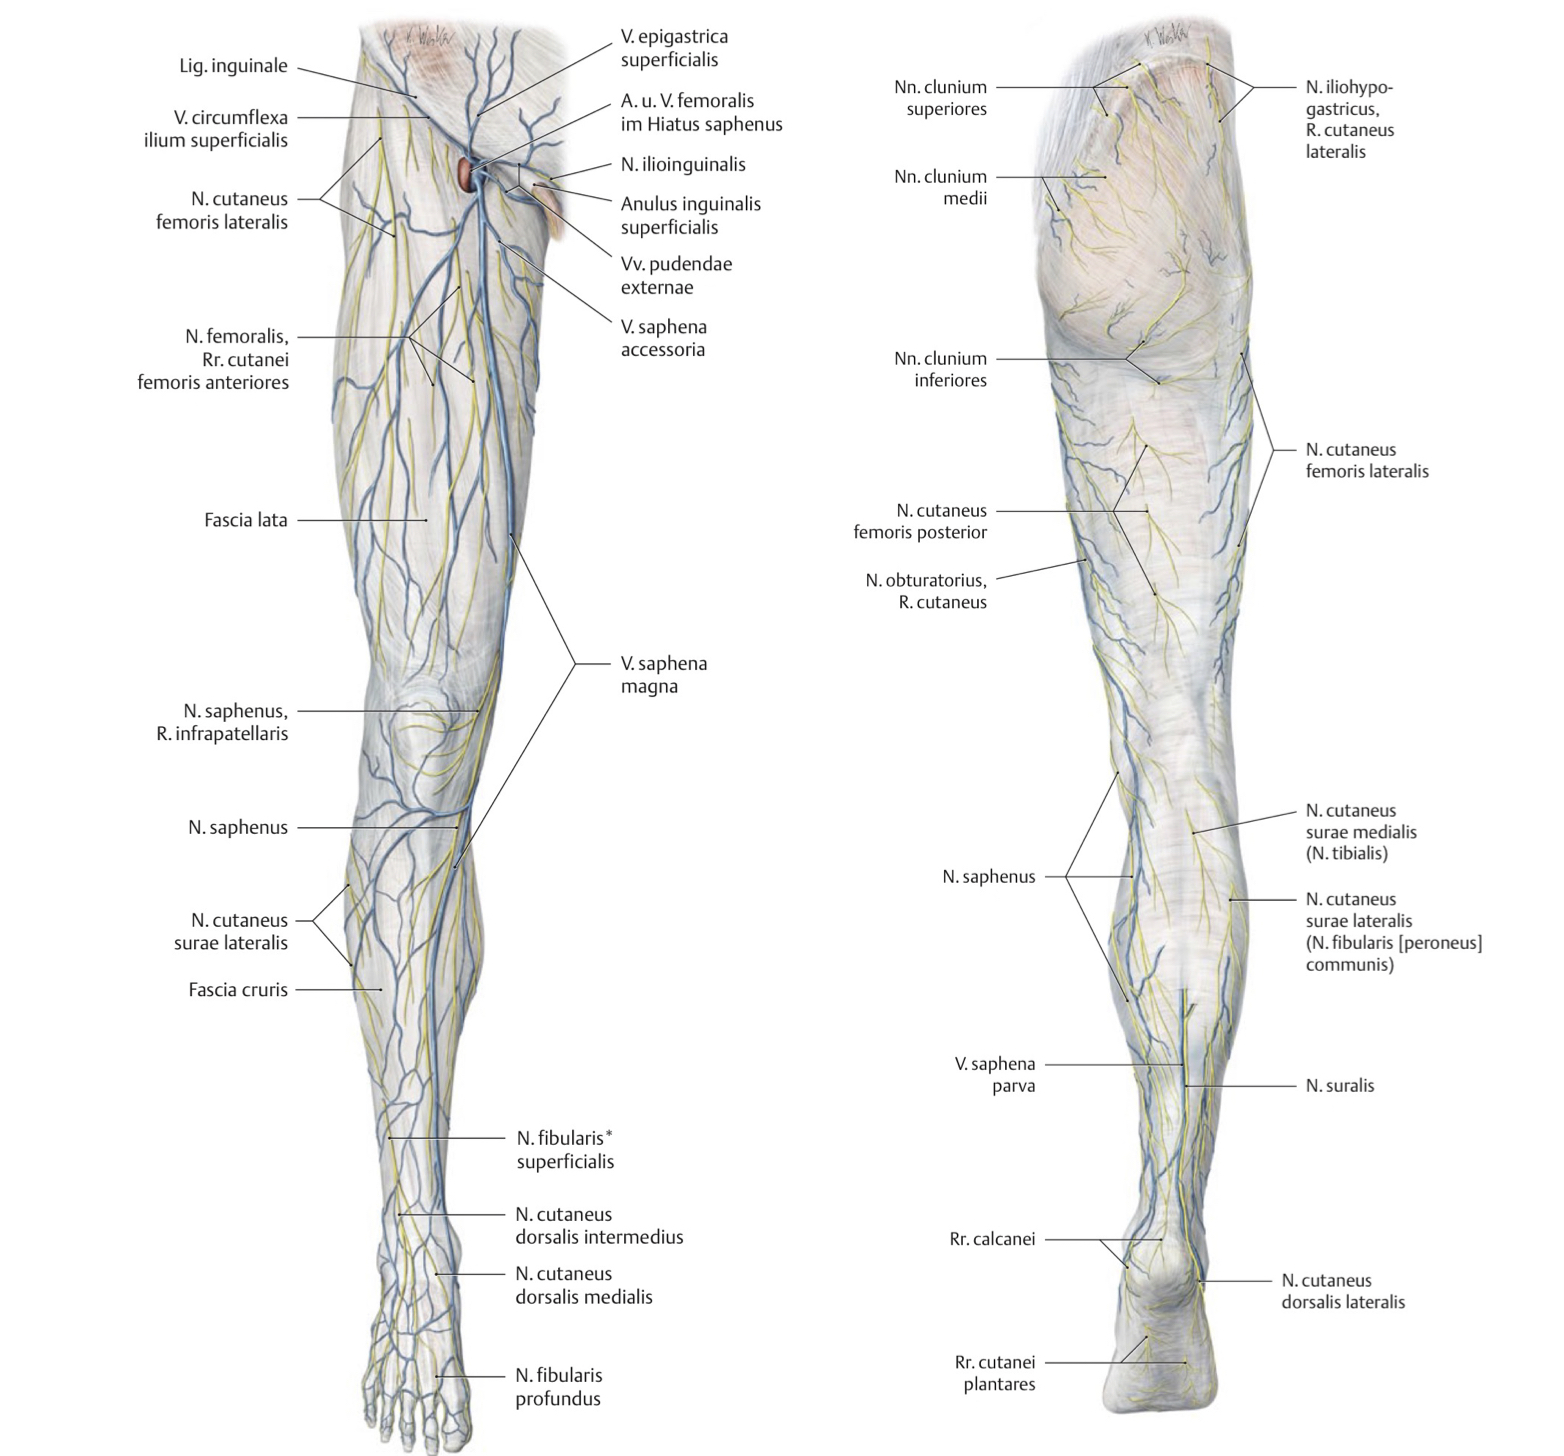 Lig. inguinale
V. circumflexa
ilium superficialis
N. cutaneus
femoris lateralis
N. femoralis,
Rr. cutanei
femoris anteriores
Fascia lata
N. saphenus,
R. infrapatellaris
N. saphenus
N. cutaneus
surae lateralis
Fascia cruris
V. epigastrica
superficialis
A. u. V. femoralis
im Hiatus saphenus
N. ilioinguinalis
Anulus inguinalis
superficialis
Vv. pudendae
externae
V. saphena
accessoria
V. saphena
magna
N. fibularis*
superficialis
N. cutaneus
dorsalis intermedius
N. cutaneus
dorsalis medialis
N. fibularis
profundus
Nn. clunium
superiores
Nn. clunium
medii
Nn. clunium
inferiores
N. cutaneus
femoris posterior
N. obturatorius,
R. cutaneus
N. saphenus
V. saphena
parva
Rr. calcanei
Rr. cutanei
plantares
N. iliohypo-
gastricus,
R. cutaneus
lateralis
N. cutaneus
femoris lateralis
N. cutaneus
surae medialis
(N. tibialis)
N. cutaneus
surae lateralis
(N. fibularis [peroneus]
communis)
N. suralis
N. cutaneus
dorsalis lateralis